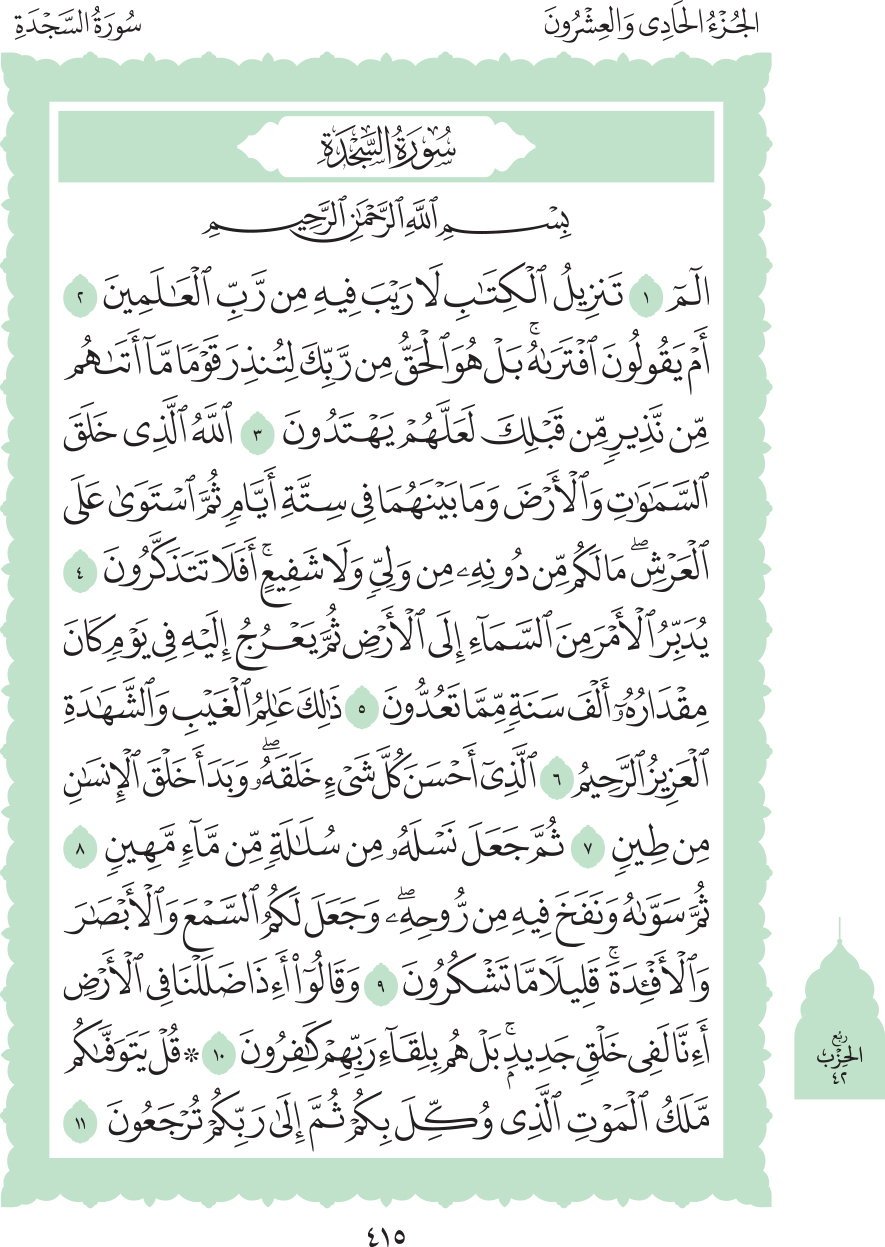 الجُزْءُ الحَادِى وَالعِشْرُونَ
سُورَةُ السَّجْدَةِ
سُورَةُ السَّجْدَةِ
بِسْمِ ٱللَّهِ ٱلرَّحْمَٰنِ ٱلرَّحِيمِ
الٓمٓ ١ تَنزِيلُ ٱلْكِتَٰبِ لَا رَيْبَ فِيهِ مِن رَّبِّ ٱلْعَٰلَمِينَ ٢
أَمْ يَقُولُونَ ٱفْتَرَىٰهُۚ بَلْ هُوَ ٱلْحَقُّ مِن رَّبِّكَ لِتُنذِرَ قَوْمًا مَّآ أَتَىٰهُم
مِّن نَّذِيرٍ مِّن قَبْلِكَ لَعَلَّهُمْ يَهْتَدُونَ ٣ ٱللَّهُ ٱلَّذِى خَلَقَ
ٱلسَّمَٰوَٰتِ وَٱلْأَرْضَ وَمَا بَيْنَهُمَا فِى سِتَّةِ أَيَّامٍ ثُمَّ ٱسْتَوَىٰ عَلَى
ٱلْعَرْشِۖ مَا لَكُم مِّن دُونِهِۦ مِن وَلِىٍّ وَلَا شَفِيعٍۚ أَفَلَا تَتَذَكَّرُونَ ٤
يُدَبِّرُ ٱلْأَمْرَ مِنَ ٱلسَّمَآءِ إِلَى ٱلْأَرْضِ ثُمَّ يَعْرُجُ إِلَيْهِ فِى يَوْمٍ كَانَ
مِقْدَارُهُۥٓ أَلْفَ سَنَةٍ مِّمَّا تَعُدُّونَ ٥ ذَٰلِكَ عَٰلِمُ ٱلْغَيْبِ وَٱلشَّهَٰدَةِ
ٱلْعَزِيزُ ٱلرَّحِيمُ ٦ ٱلَّذِىٓ أَحْسَنَ كُلَّ شَىْءٍ خَلَقَهُۥۖ وَبَدَأَ خَلْقَ ٱلْإِنسَٰنِ
مِن طِينٍ ٧ ثُمَّ جَعَلَ نَسْلَهُۥ مِن سُلَٰلَةٍ مِّن مَّآءٍ مَّهِينٍ ٨
ثُمَّ سَوَّىٰهُ وَنَفَخَ فِيهِ مِن رُّوحِهِۦۖ وَجَعَلَ لَكُمُ ٱلسَّمْعَ وَٱلْأَبْصَٰرَ
وَٱلْأَفْـِٔدَةَۚ قَلِيلًا مَّا تَشْكُرُونَ ٩ وَقَالُوٓا۟ أَءِذَا ضَلَلْنَا فِى ٱلْأَرْضِ
أَءِنَّا لَفِى خَلْقٍ جَدِيدٍۭۚ بَلْ هُم بِلِقَآءِ رَبِّهِمْ كَٰفِرُونَ ١٠ ۞ قُلْ يَتَوَفَّىٰكُم
مَّلَكُ ٱلْمَوْتِ ٱلَّذِى وُكِّلَ بِكُمْ ثُمَّ إِلَىٰ رَبِّكُمْ تُرْجَعُونَ ١١
رُبْع
الحِزْب
٤٢
٤١٥